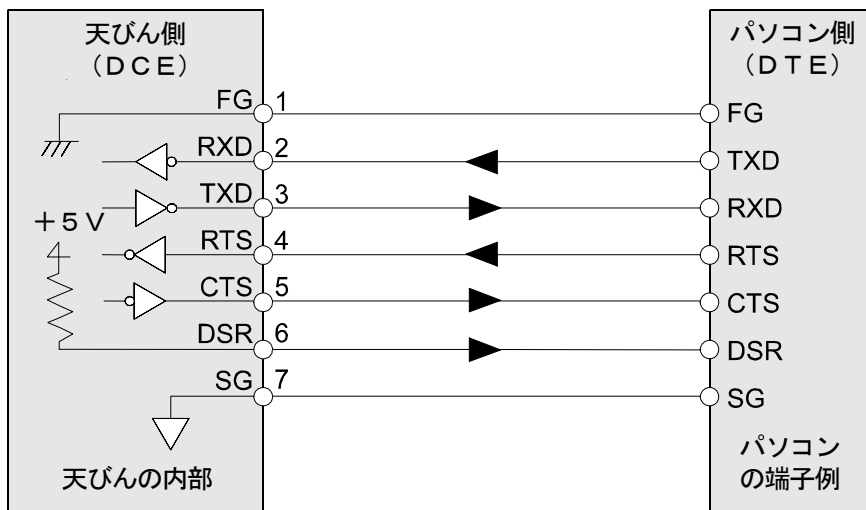 天びん側
（ＤＣＥ）
パソコン側
（ＤＴＥ）
FG 1 FG
RXD 2 TXD
TXD 3 RXD
＋５Ｖ
RTS 4 RTS
CTS 5 CTS
DSR 6 DSR
SG 7 SG
天びんの内部
パソコン
の端子例